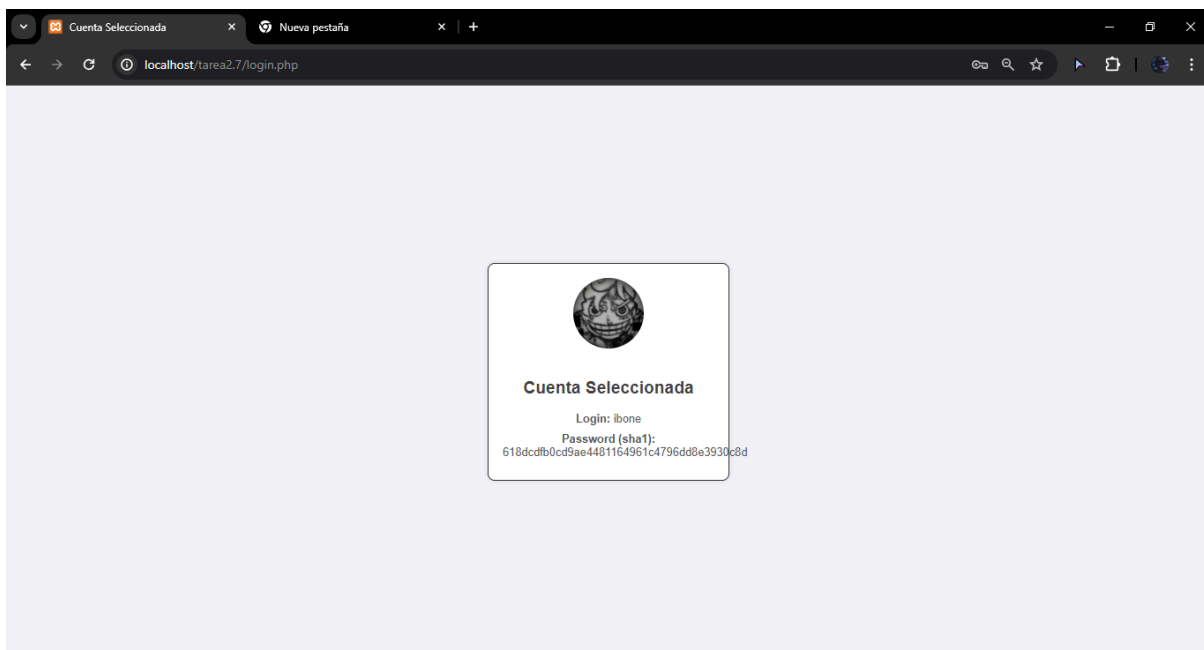 Cuenta Seleccionada
Nueva pestaña
localhost/tarea2.7/login.php
Cuenta Seleccionada
Login: ibone
Password (sha1):
618dcdfb0cd9ae4481164961c4796dd8e3930c8d